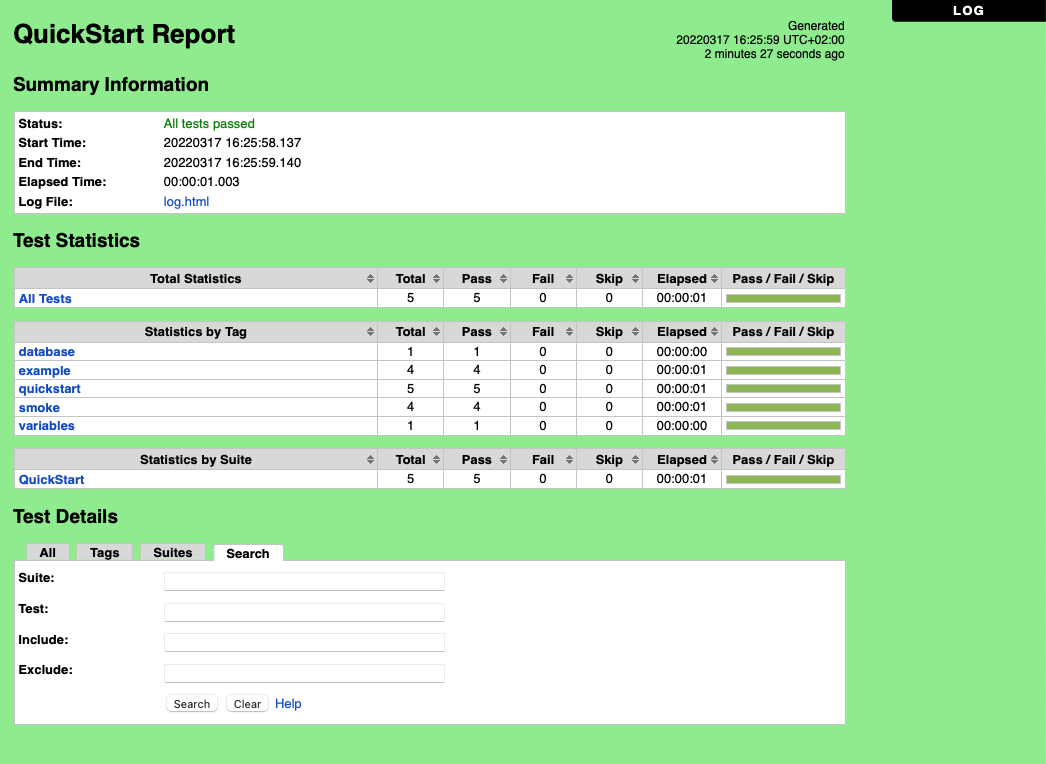 LOG
QuickStart Report
Generated
20220317 16:25:59 UTC+02:00
2 minutes 27 seconds ago
Summary Information
Status: All tests passed
Start Time: 20220317 16:25:58.137
End Time: 20220317 16:25:59.140
Elapsed Time: 00:00:01.003
Log File: log.html
Test Statistics
Total Statistics Total Pass Fail Skip Elapsed Pass / Fail / Skip
All Tests 5 5 0 0 00:00:01
Statistics by Tag Total Pass Fail Skip Elapsed Pass / Fail / Skip
database 1 1 0 0 00:00:00
example 4 4 0 0 00:00:01
quickstart 5 5 0 0 00:00:01
smoke 4 4 0 0 00:00:01
variables 1 1 0 0 00:00:00
Statistics by Suite Total Pass Fail Skip Elapsed Pass / Fail / Skip
QuickStart 5 5 0 0 00:00:01
Test Details
All Tags Suites Search
Suite:
Test:
Include:
Exclude:
Search Clear Help